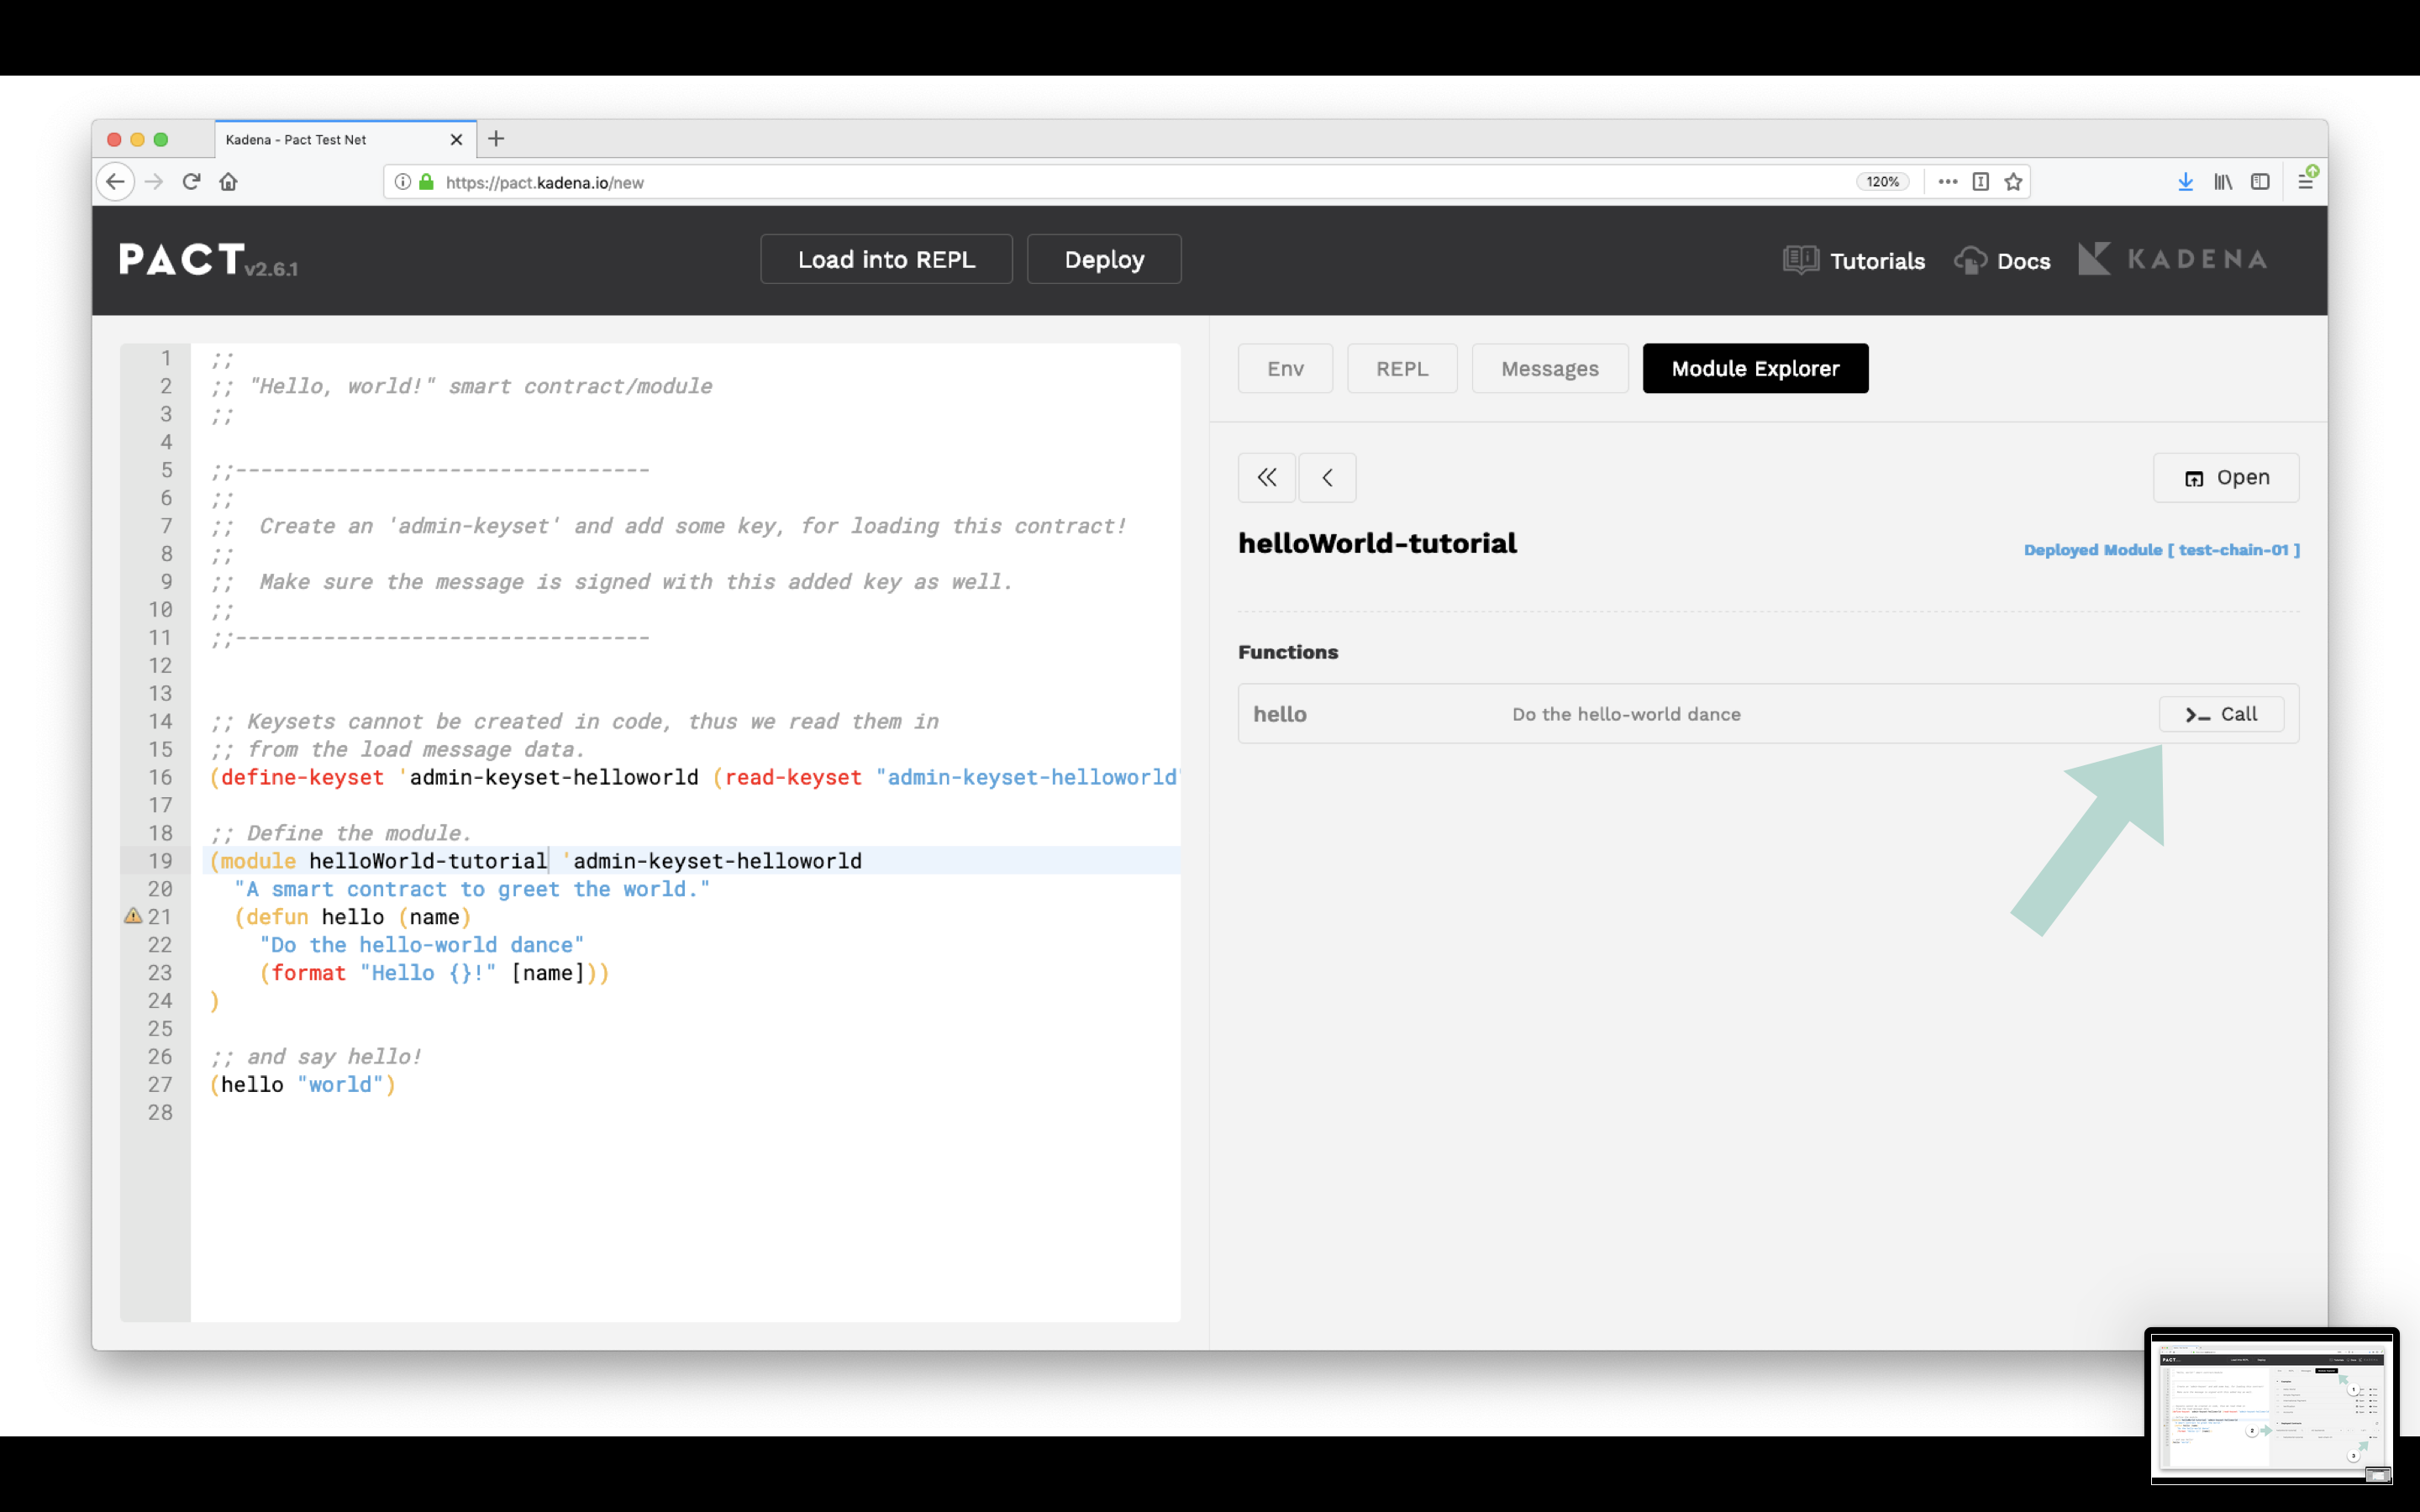 Kadena - Pact Test Net
https://pact.kadena.io/new
120%
PACT v2.6.1
Load into REPL
Deploy
Tutorials
Docs
KADENA
1 ;;
2 ;; "Hello, world!" smart contract/module
3 ;;
4
5 ;;---------------------------------
6 ;;
7 ;;  Create an 'admin-keyset' and add some key, for loading this contract!
8 ;;
9 ;;  Make sure the message is signed with this added key as well.
10 ;;
11 ;;---------------------------------
12
13
14 ;; Keysets cannot be created in code, thus we read them in
15 ;; from the load message data.
16 (define-keyset 'admin-keyset-helloworld (read-keyset "admin-keyset-helloworld"
17
18 ;; Define the module.
19 (module helloWorld-tutorial 'admin-keyset-helloworld
20   "A smart contract to greet the world."
21   (defun hello (name)
22     "Do the hello-world dance"
23     (format "Hello {}!" [name]))
24 )
25
26 ;; and say hello!
27 (hello "world")
28
Env
REPL
Messages
Module Explorer
Open
helloWorld-tutorial
Deployed Module [ test-chain-01 ]
Functions
hello
Do the hello-world dance
Call
PACT
1
2
3